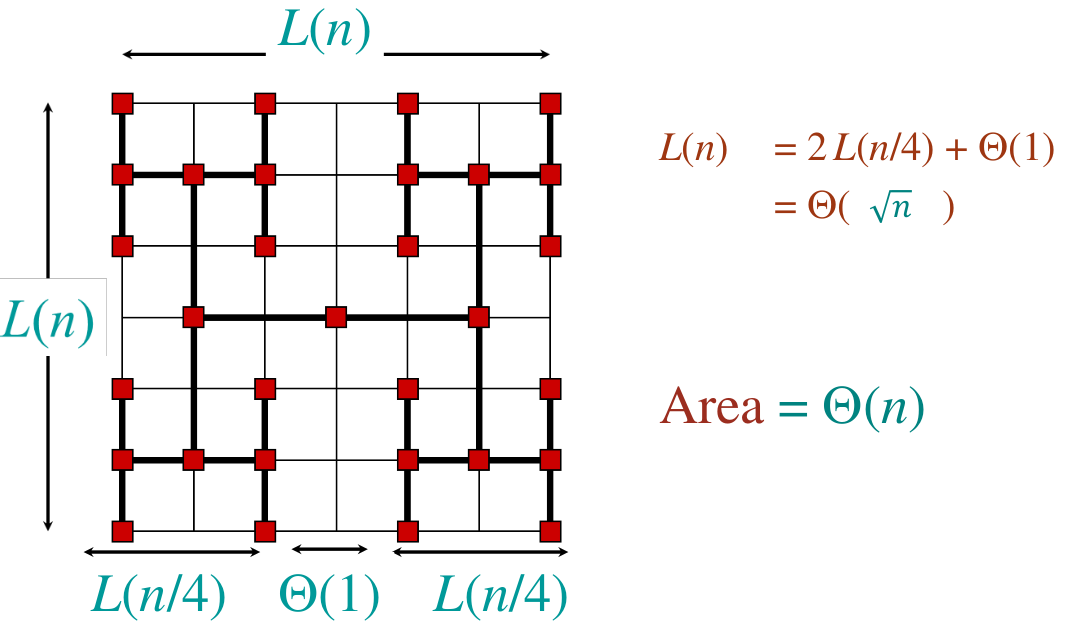 L(n)
L(n)
L(n/4)
Θ(1)
L(n/4)
L(n) = 2 L(n/4) + Θ(1)
= Θ( √n )
Area = Θ(n)